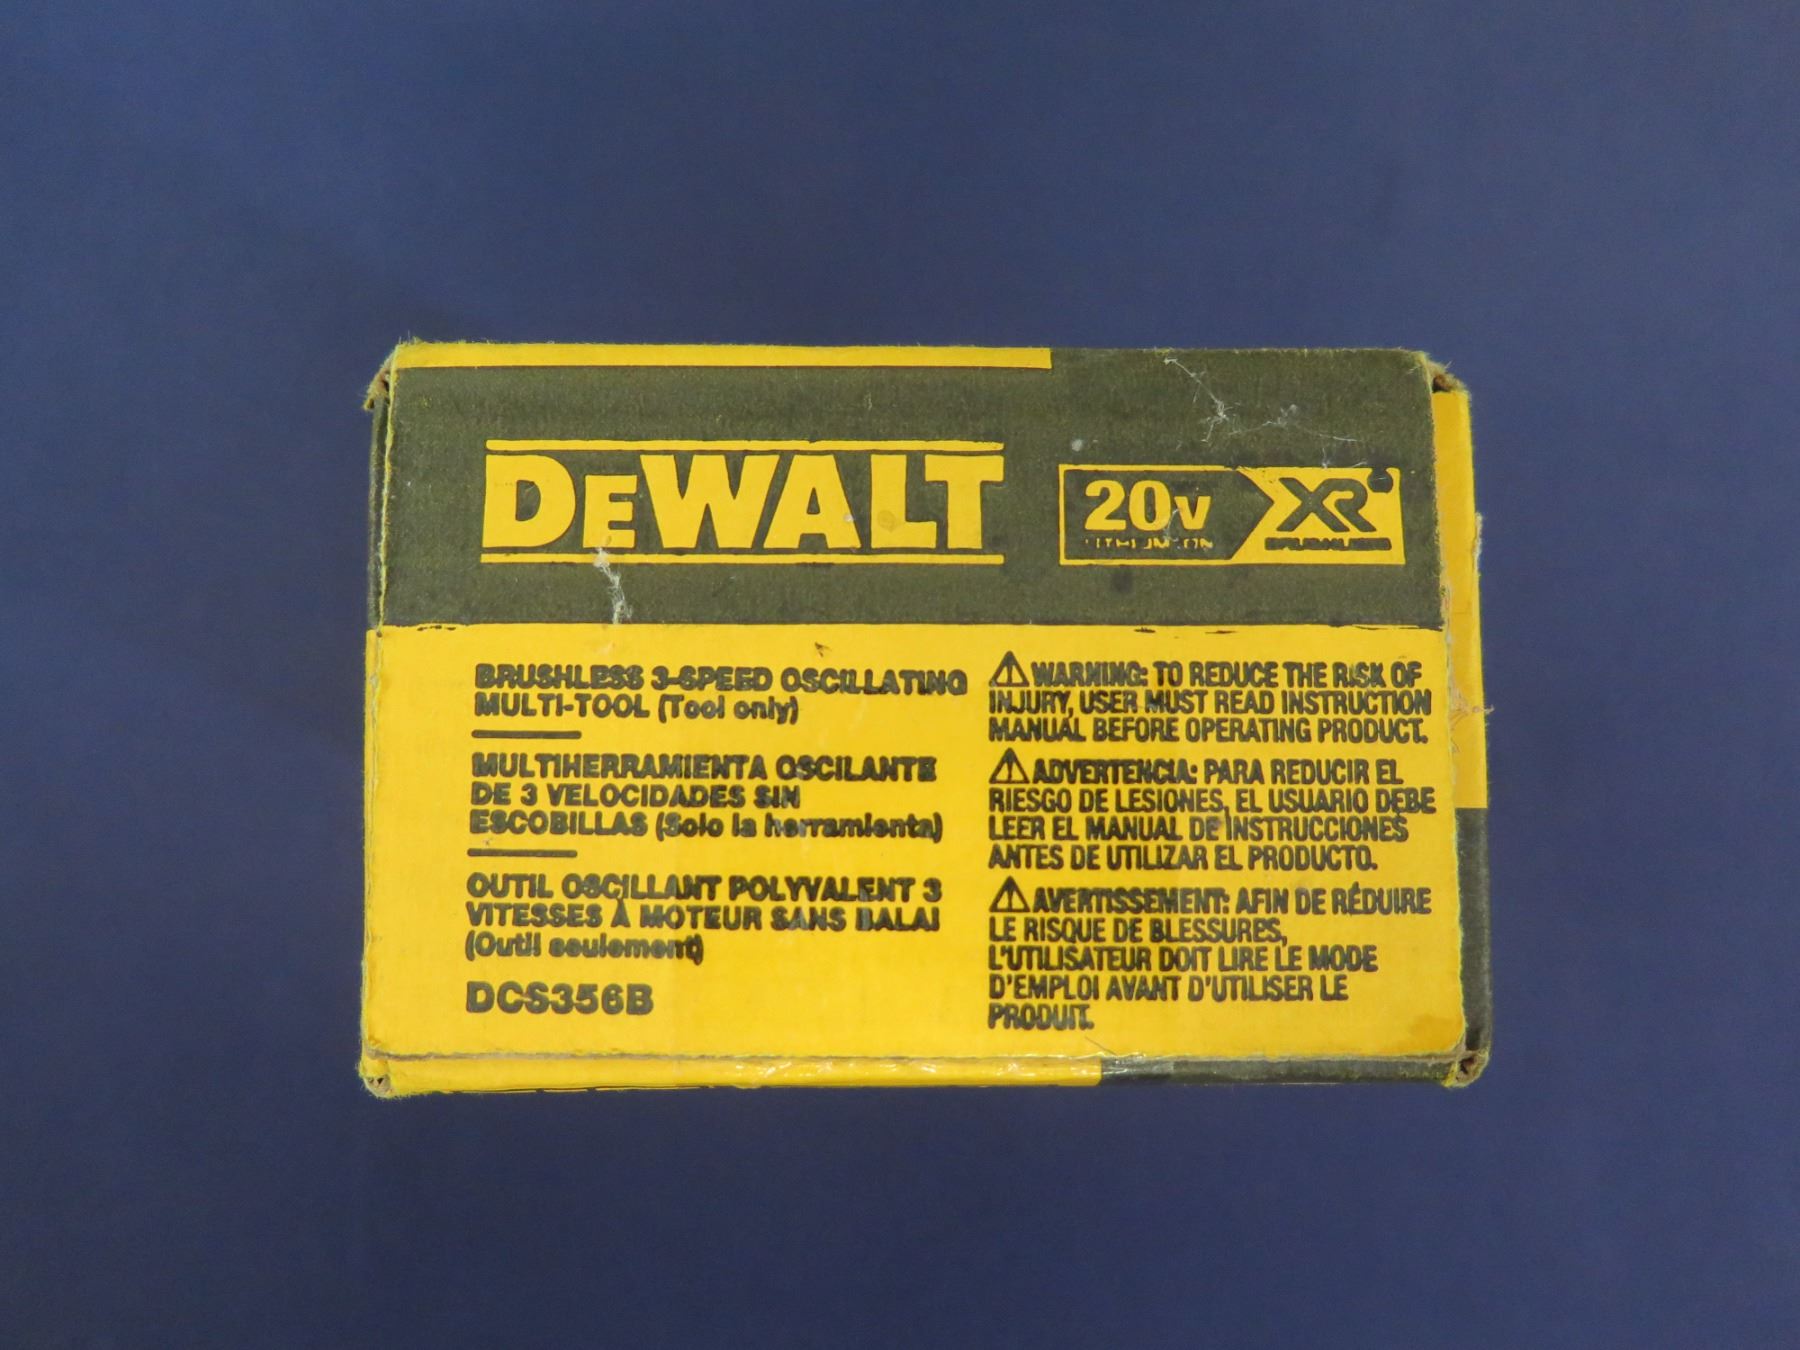 DEWALT
20V XR
LITHIUM ION BRUSHLESS
BRUSHLESS 3-SPEED OSCILLATING
MULTI-TOOL (Tool only)
MULTIHERRAMIENTA OSCILANTE
DE 3 VELOCIDADES SIN
ESCOBILLAS (Solo la herramienta)
OUTIL OSCILLANT POLYVALENT 3
VITESSES À MOTEUR SANS BALAI
(Outil seulement)
DCS356B
⚠WARNING: TO REDUCE THE RISK OF
INJURY, USER MUST READ INSTRUCTION
MANUAL BEFORE OPERATING PRODUCT.
⚠ADVERTENCIA: PARA REDUCIR EL
RIESGO DE LESIONES, EL USUARIO DEBE
LEER EL MANUAL DE INSTRUCCIONES
ANTES DE UTILIZAR EL PRODUCTO.
⚠AVERTISSEMENT: AFIN DE RÉDUIRE
LE RISQUE DE BLESSURES,
L'UTILISATEUR DOIT LIRE LE MODE
D'EMPLOI AVANT D'UTILISER LE
PRODUIT.